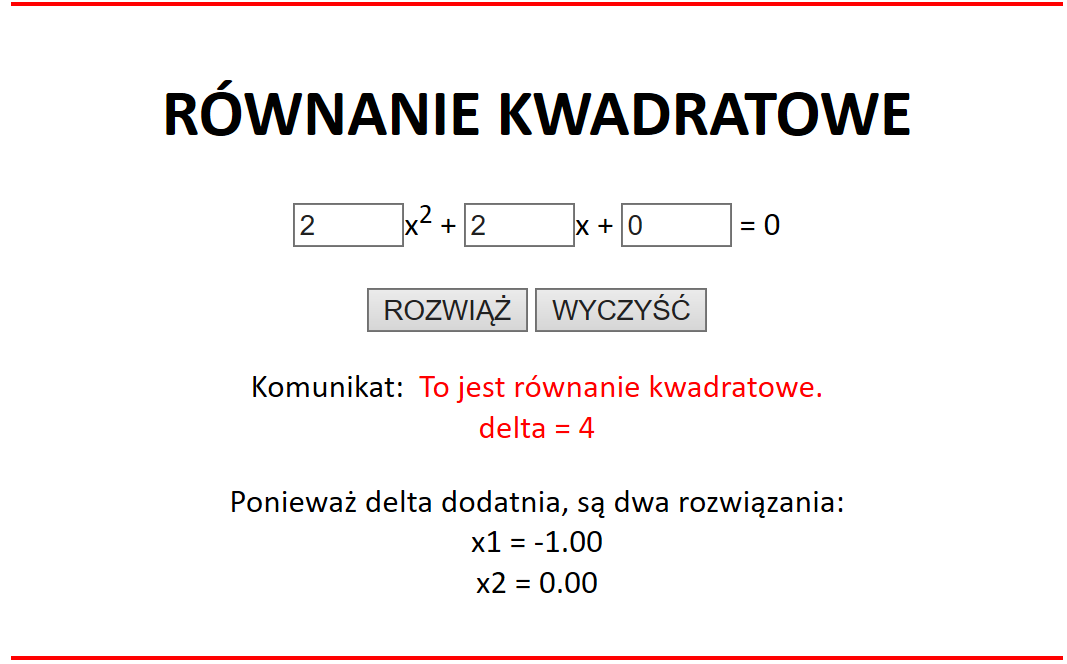 RÓWNANIE KWADRATOWE
2 x² + 2 x + 0 = 0
ROZWIĄŻ WYCZYŚĆ
Komunikat: To jest równanie kwadratowe.
delta = 4
Ponieważ delta dodatnia, są dwa rozwiązania:
x1 = -1.00
x2 = 0.00